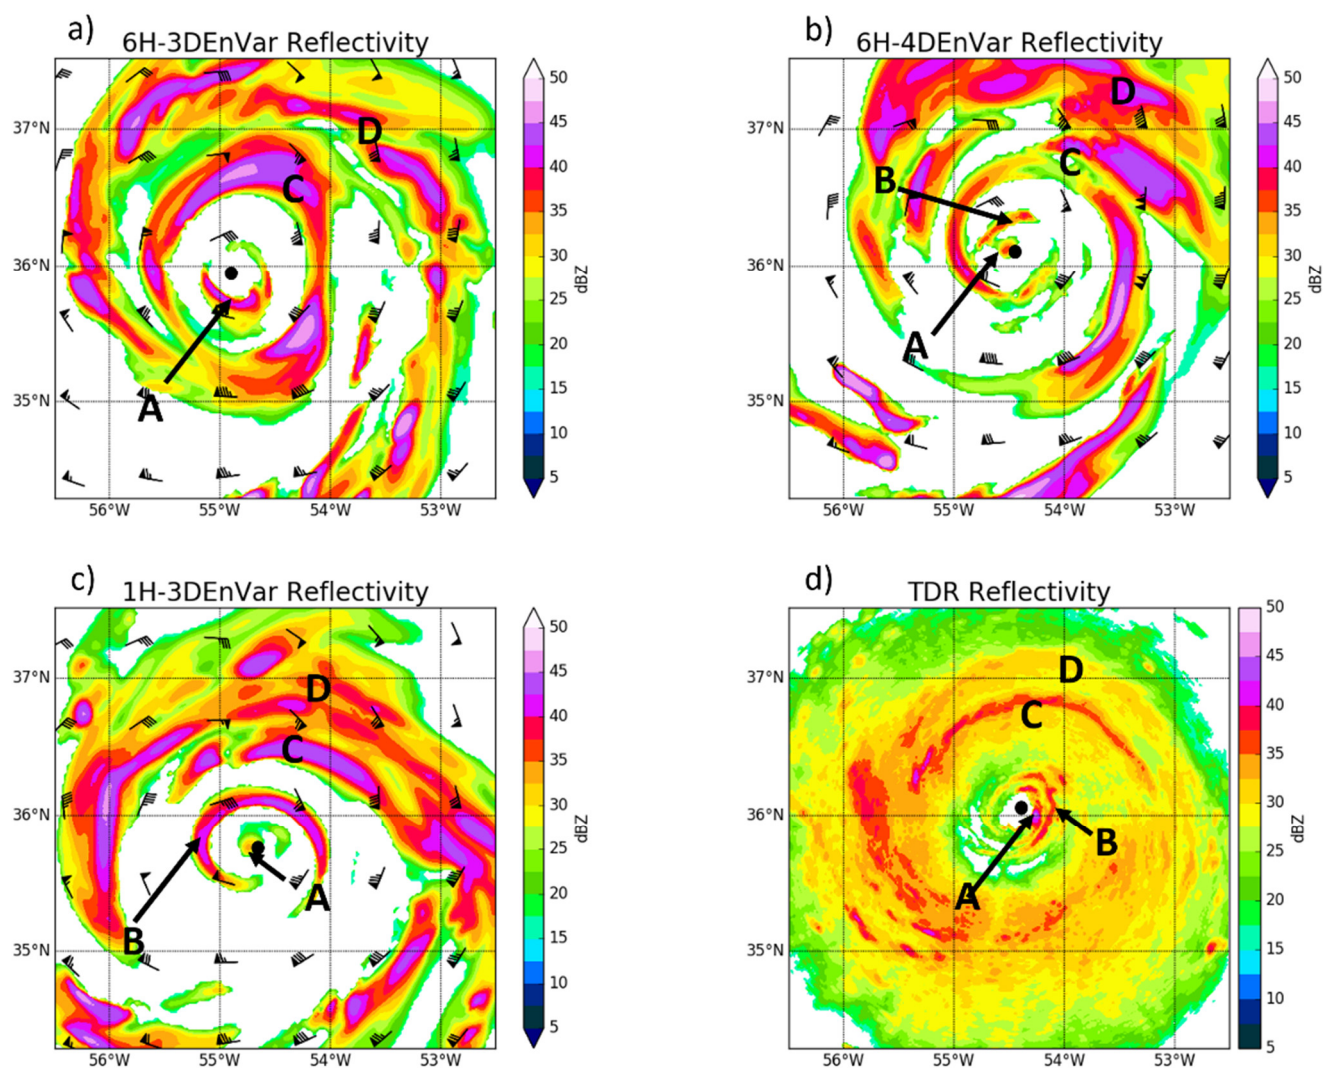 a)
6H-3DEnVar Reflectivity
37°N
36°N
35°N
56°W 55°W 54°W 53°W
A
C
D
50
45
40
35
30
25
20
15
10
5
dBZ
b)
6H-4DEnVar Reflectivity
37°N
36°N
35°N
56°W 55°W 54°W 53°W
D
C
B
A
50
45
40
35
30
25
20
15
10
5
dBZ
c)
1H-3DEnVar Reflectivity
37°N
36°N
35°N
56°W 55°W 54°W 53°W
D
C
A
B
50
45
40
35
30
25
20
15
10
5
dBZ
d)
TDR Reflectivity
37°N
36°N
35°N
56°W 55°W 54°W 53°W
D
C
B
A
50
45
40
35
30
25
20
15
10
5
dBZ